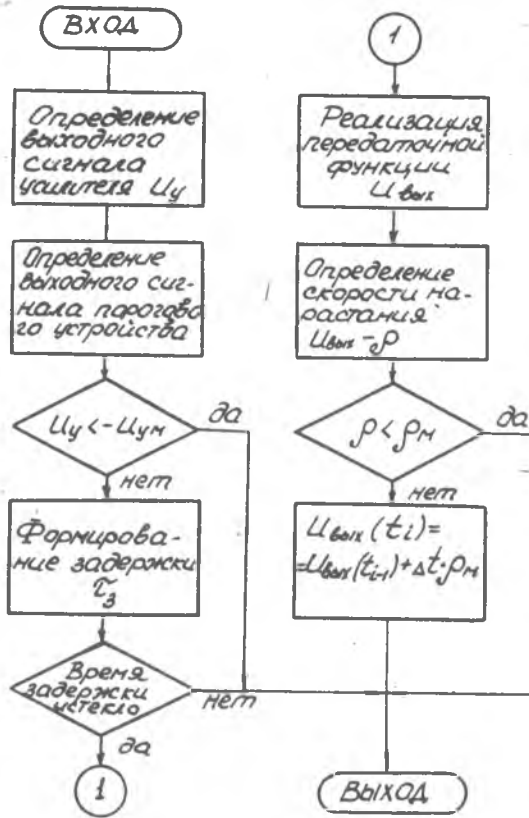 ВХОД
Определение
выходного
сигнала
усилителя Uу
Определение
выходного сиг-
нала порогово
го устройства
Uу < -Uум
да
нет
Формирова-
ние задержки
τз
Время
задержки
истекло
нет
да
1
1
Реализация
передаточной
функции
Uвых
Определение
скорости на-
растания
Uвых - ρ
ρ < ρм
да
нет
Uвых(ti)=
=Uвых(ti-1)+Δt·ρм
ВЫХОД